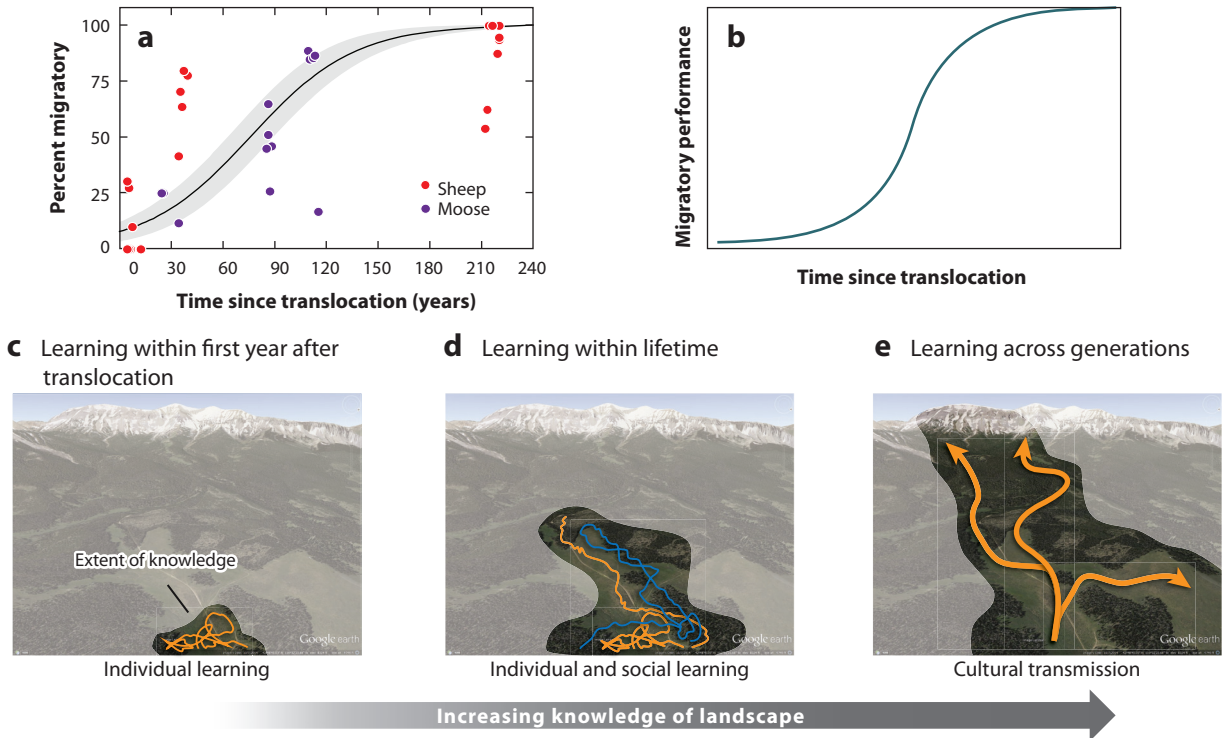 a
Percent migratory
100
75
50
25
0
0 30 60 90 120 150 180 210 240
Sheep
Moose
Time since translocation (years)
b
Migratory performance
Time since translocation
c Learning within first year after
translocation
Extent of knowledge
Google earth
Individual learning
d Learning within lifetime
Google earth
Individual and social learning
e Learning across generations
Google earth
Cultural transmission
Increasing knowledge of landscape